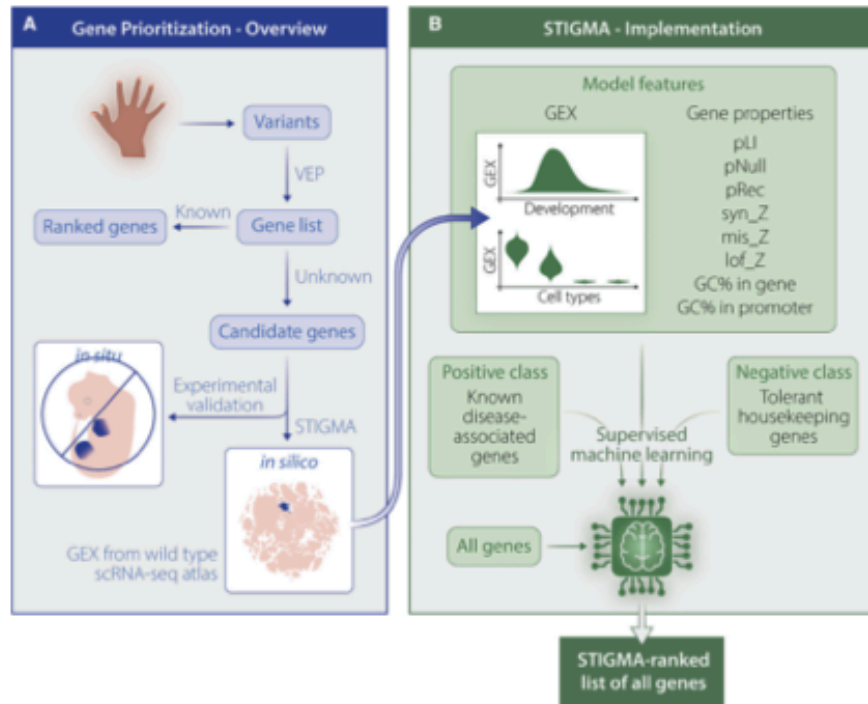 A
Gene Prioritization - Overview
Variants
VEP
Known
Ranked genes
Gene list
Unknown
Candidate genes
in situ
Experimental
validation
STIGMA
in silico
GEX from wild type
scRNA-seq atlas
B
STIGMA - Implementation
Model features
GEX
GEX
Development
GEX
Cell types
Gene properties
pLI
pNull
pRec
syn_Z
mis_Z
lof_Z
GC% in gene
GC% in promoter
Positive class
Known
disease-
associated
genes
Negative class
Tolerant
housekeeping
genes
Supervised
machine learning
All genes
STIGMA-ranked
list of all genes